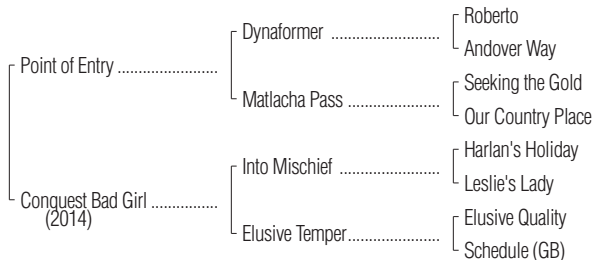 Roberto
Dynaformer ........................
Andover Way
Point of Entry ......................
Seeking the Gold
Matlacha Pass ....................
Our Country Place
Harlan's Holiday
Into Mischief ......................
Leslie's Lady
Conquest Bad Girl ...............
(2014)
Elusive Quality
Elusive Temper....................
Schedule (GB)